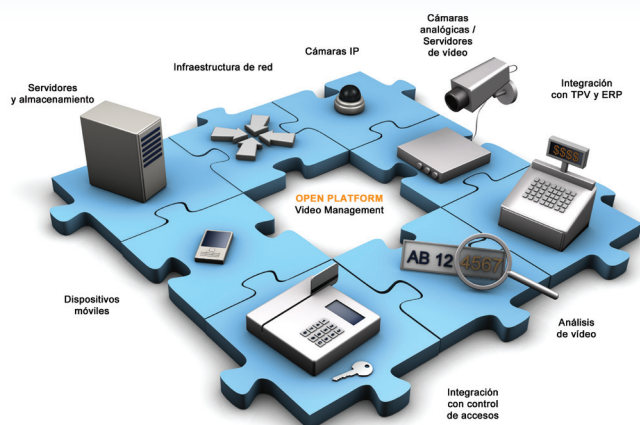 Cámaras
analógicas /
Servidores
de vídeo
Cámaras IP
Infraestructura de red
Servidores
y almacenamiento
Integración
con TPV y ERP
$$$$
OPEN PLATFORM
Video Management
AB 12 4567
Dispositivos
móviles
Análisis
de vídeo
Integración
con control
de accesos